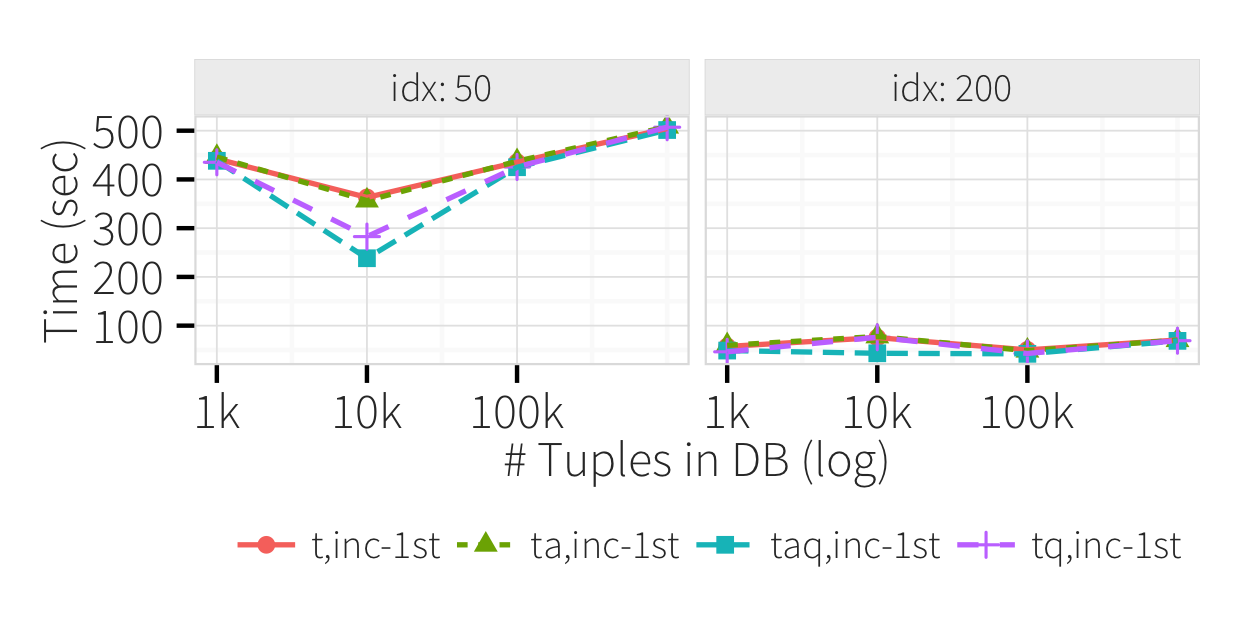 idx: 50
idx: 200
Time (sec)
500
400
300
200
100
1k 10k 100k
1k 10k 100k
# Tuples in DB (log)
t,inc-1st ta,inc-1st taq,inc-1st tq,inc-1st